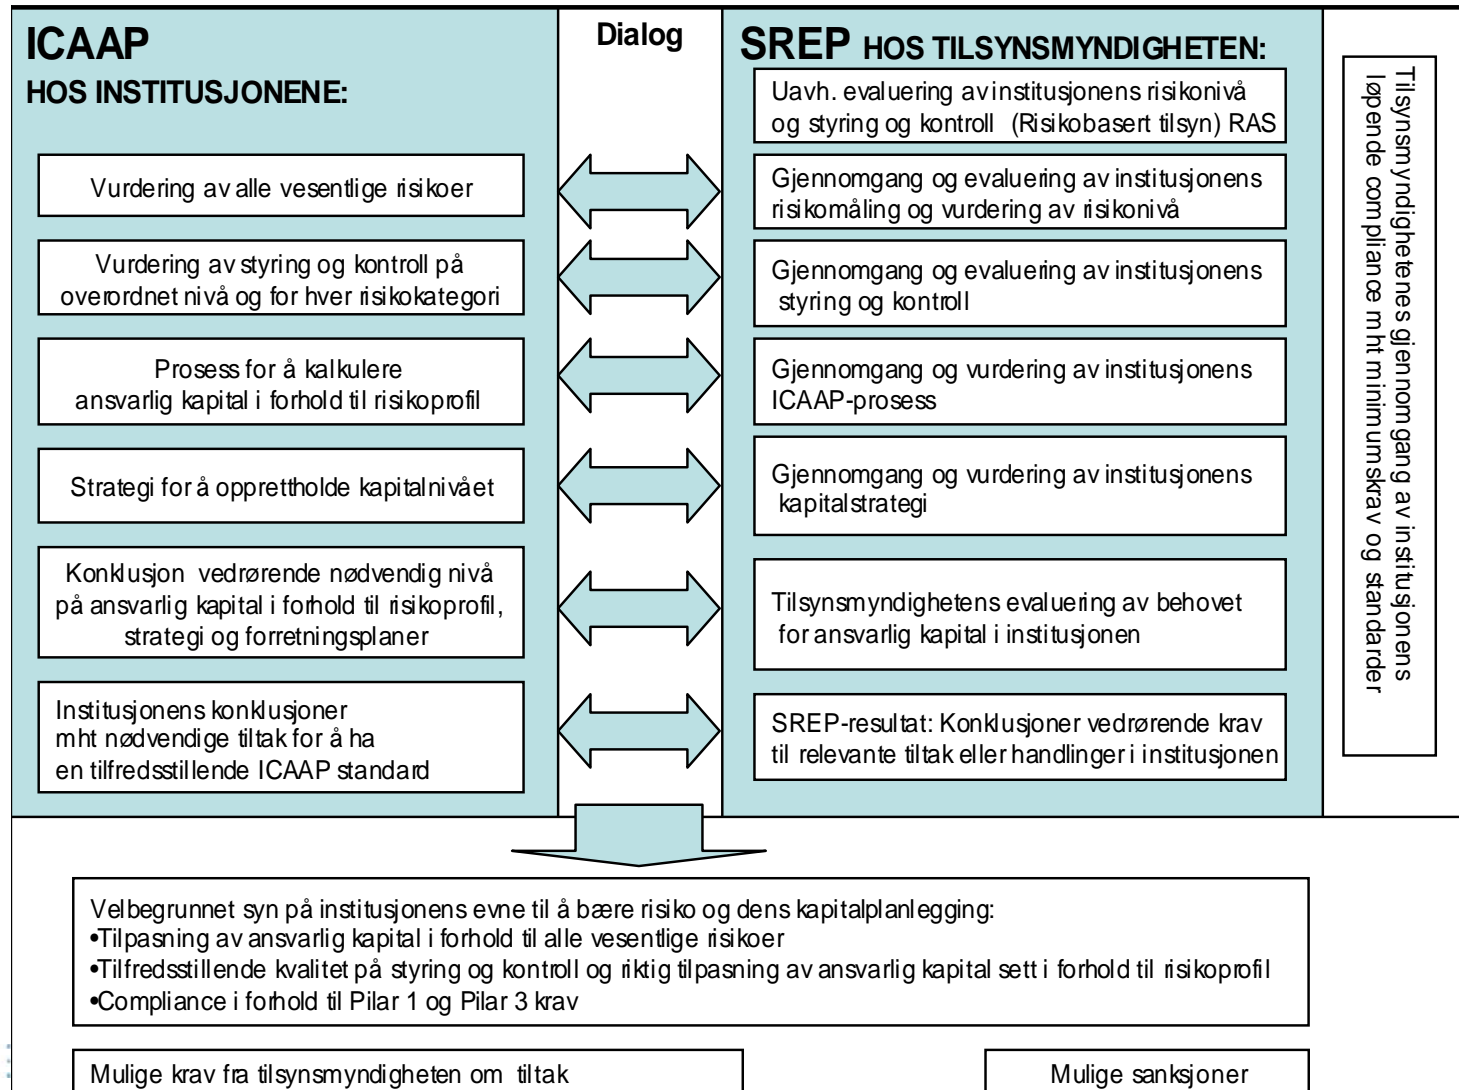 ICAAP
HOS INSTITUSJONENE:
Vurdering av alle vesentlige risikoer
Vurdering av styring og kontroll på
overordnet nivå og for hver risikokategori
Prosess for å kalkulere
ansvarlig kapital i forhold til risikoprofil
Strategi for å opprettholde kapitalnivået
Konklusjon vedrørende nødvendig nivå
på ansvarlig kapital i forhold til risikoprofil,
strategi og forretningsplaner
Institusjonens konklusjoner
mht nødvendige tiltak for å ha
en tilfredsstillende ICAAP standard
Dialog
SREP HOS TILSYNSMYNDIGHETEN:
Uavh. evaluering av institusjonens risikonivå
og styring og kontroll (Risikobasert tilsyn) RAS
Gjennomgang og evaluering av institusjonens
risikomåling og vurdering av risikonivå
Gjennomgang og evaluering av institusjonens
styring og kontroll
Gjennomgang og vurdering av institusjonens
ICAAP-prosess
Gjennomgang og vurdering av institusjonens
kapitalstrategi
Tilsynsmyndighetens evaluering av behovet
for ansvarlig kapital i institusjonen
SREP-resultat: Konklusjoner vedrørende krav
til relevante tiltak eller handlinger i institusjonen
Tilsynsmyndighetenes gjennomgang av institusjonens
løpende compliance mht minimumskrav og standarder
Velbegrunnet syn på institusjonens evne til å bære risiko og dens kapitalplanlegging:
•Tilpasning av ansvarlig kapital i forhold til alle vesentlige risikoer
•Tilfredsstillende kvalitet på styring og kontroll og riktig tilpasning av ansvarlig kapital sett i forhold til risikoprofil
•Compliance i forhold til Pilar 1 og Pilar 3 krav
Mulige krav fra tilsynsmyndigheten om tiltak
Mulige sanksjoner